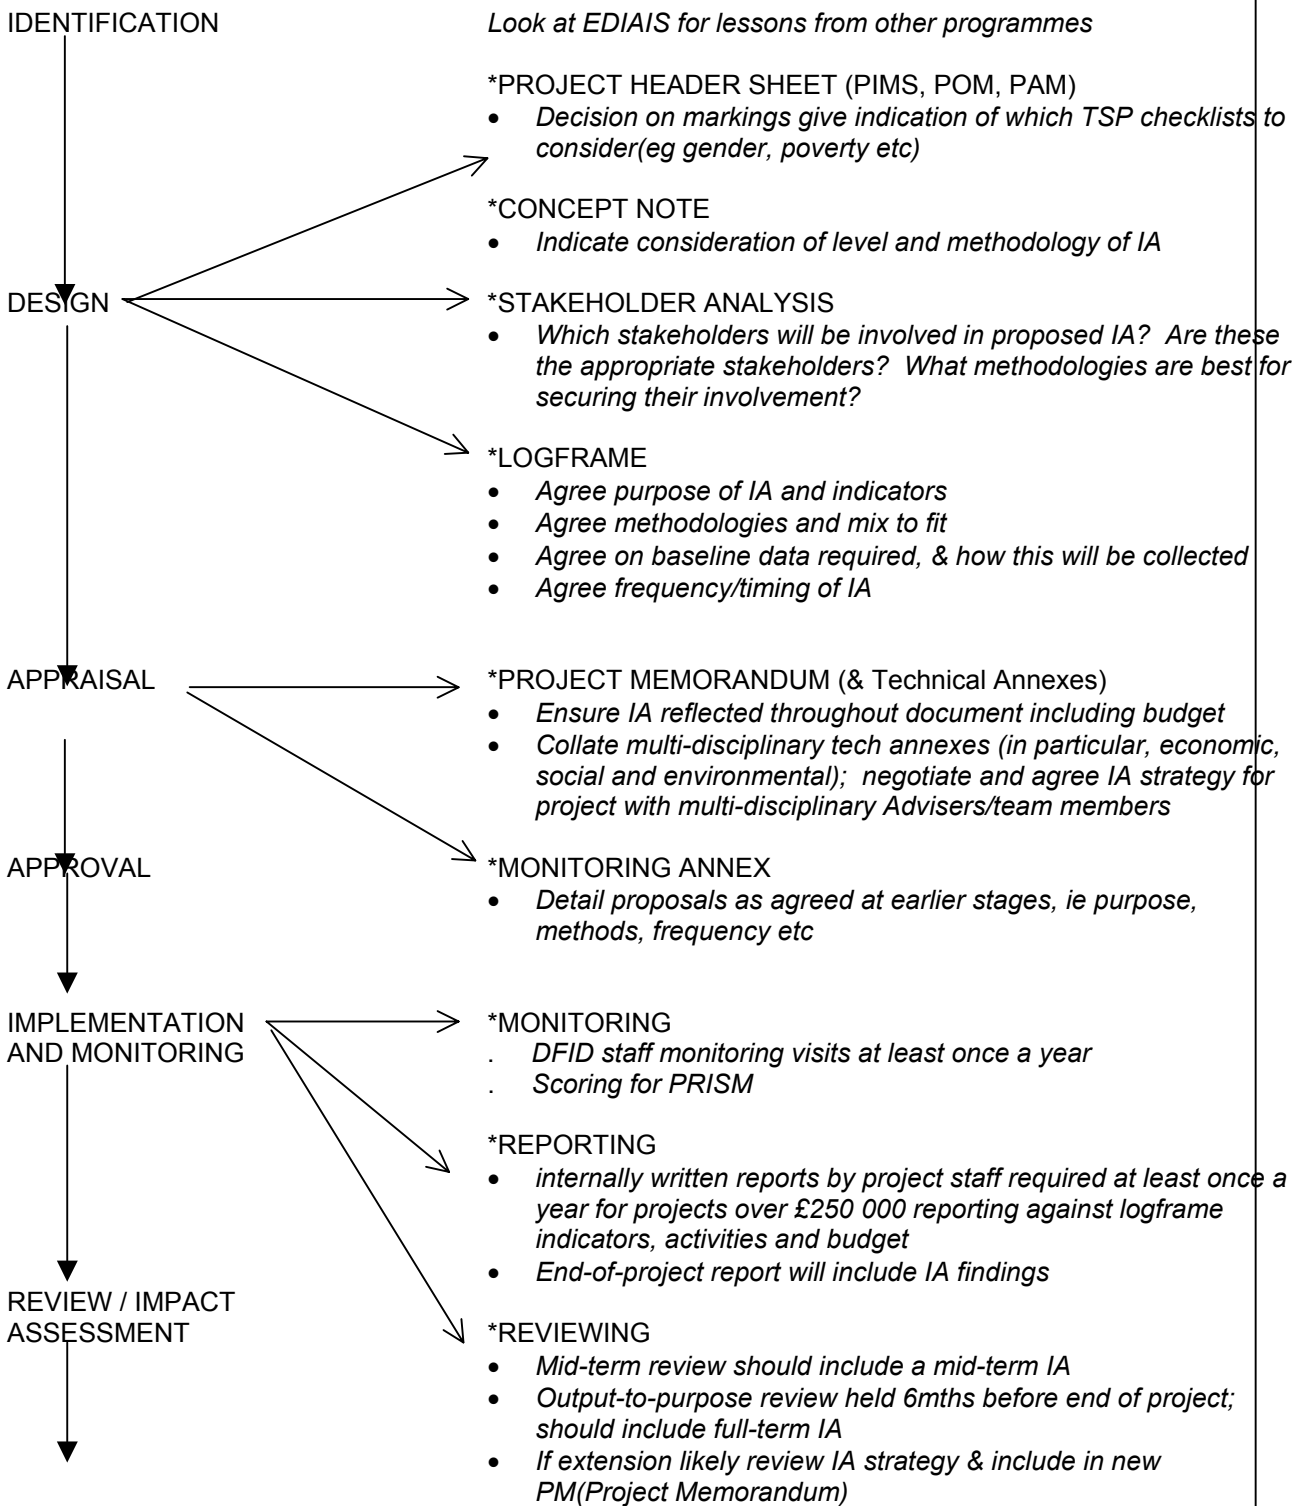 IDENTIFICATION
Look at EDIAIS for lessons from other programmes
*PROJECT HEADER SHEET (PIMS, POM, PAM)
• Decision on markings give indication of which TSP checklists to
consider(eg gender, poverty etc)
*CONCEPT NOTE
• Indicate consideration of level and methodology of IA
DESIGN
*STAKEHOLDER ANALYSIS
• Which stakeholders will be involved in proposed IA? Are these
the appropriate stakeholders? What methodologies are best for
securing their involvement?
*LOGFRAME
• Agree purpose of IA and indicators
• Agree methodologies and mix to fit
• Agree on baseline data required, & how this will be collected
• Agree frequency/timing of IA
APPRAISAL
*PROJECT MEMORANDUM (& Technical Annexes)
• Ensure IA reflected throughout document including budget
• Collate multi-disciplinary tech annexes (in particular, economic,
social and environmental); negotiate and agree IA strategy for
project with multi-disciplinary Advisers/team members
APPROVAL
*MONITORING ANNEX
• Detail proposals as agreed at earlier stages, ie purpose,
methods, frequency etc
IMPLEMENTATION
AND MONITORING
*MONITORING
. DFID staff monitoring visits at least once a year
. Scoring for PRISM
*REPORTING
• internally written reports by project staff required at least once a
year for projects over £250 000 reporting against logframe
indicators, activities and budget
• End-of-project report will include IA findings
REVIEW / IMPACT
ASSESSMENT
*REVIEWING
• Mid-term review should include a mid-term IA
• Output-to-purpose review held 6mths before end of project;
should include full-term IA
• If extension likely review IA strategy & include in new
PM(Project Memorandum)